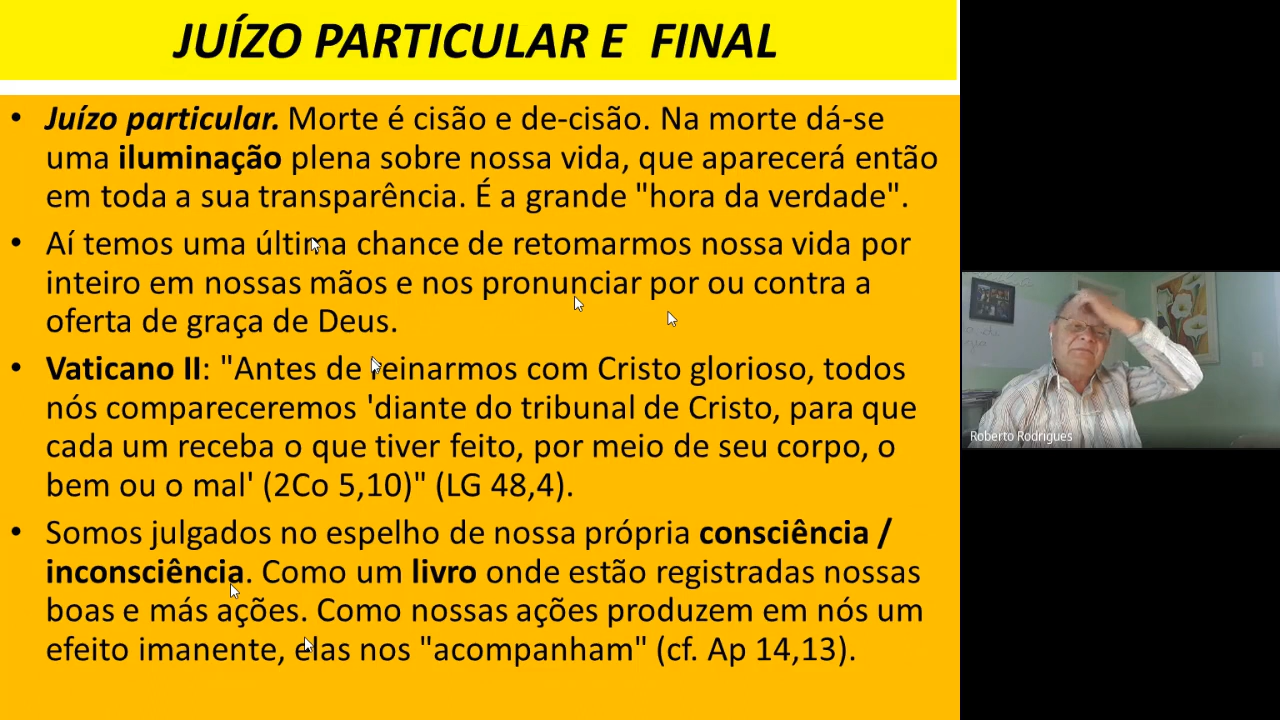 JUÍZO PARTICULAR E FINAL
• Juízo particular. Morte é cisão e de-cisão. Na morte dá-se
uma iluminação plena sobre nossa vida, que aparecerá então
em toda a sua transparência. É a grande "hora da verdade".
• Aí temos uma última chance de retomarmos nossa vida por
inteiro em nossas mãos e nos pronunciar por ou contra a
oferta de graça de Deus.
• Vaticano II: "Antes de reinarmos com Cristo glorioso, todos
nós compareceremos 'diante do tribunal de Cristo, para que
cada um receba o que tiver feito, por meio de seu corpo, o
bem ou o mal' (2Co 5,10)" (LG 48,4).
• Somos julgados no espelho de nossa própria consciência /
inconsciência. Como um livro onde estão registradas nossas
boas e más ações. Como nossas ações produzem em nós um
efeito imanente, elas nos "acompanham" (cf. Ap 14,13).
Roberto Rodrigues